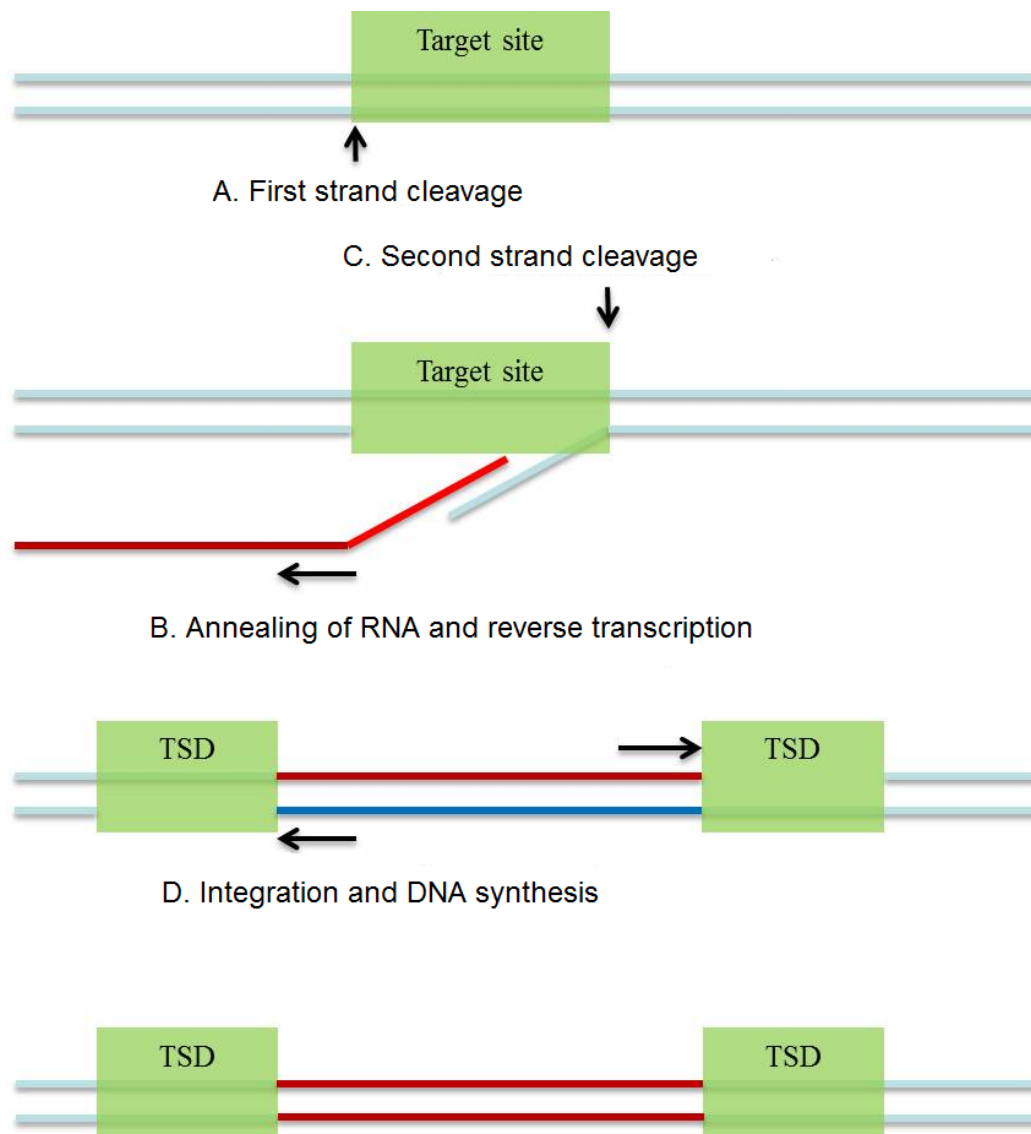 Target site
A. First strand cleavage
C. Second strand cleavage
Target site
B. Annealing of RNA and reverse transcription
TSD
TSD
D. Integration and DNA synthesis
TSD
TSD